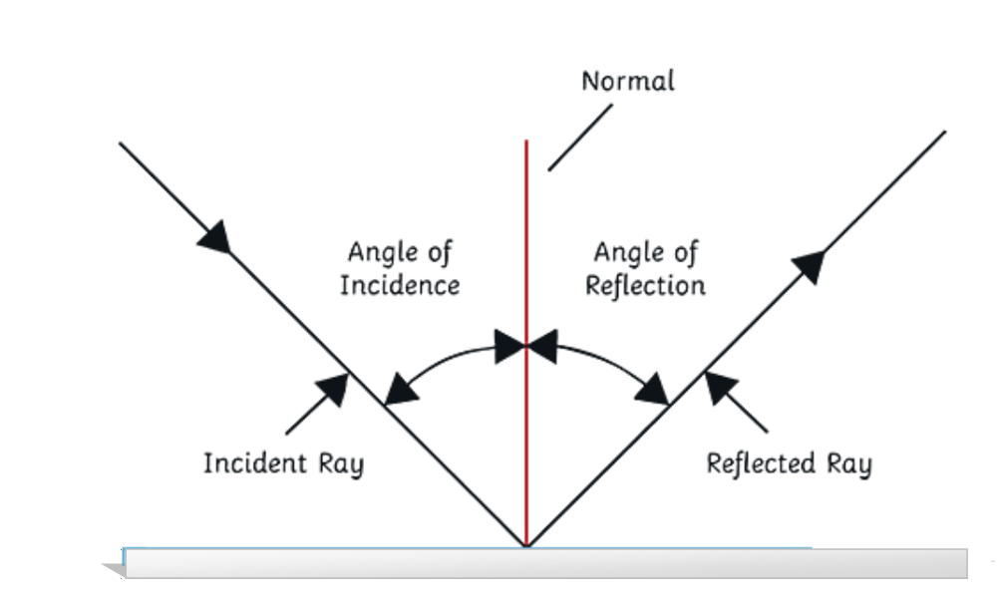 Normal
Angle of
Incidence
Angle of
Reflection
Incident Ray
Reflected Ray